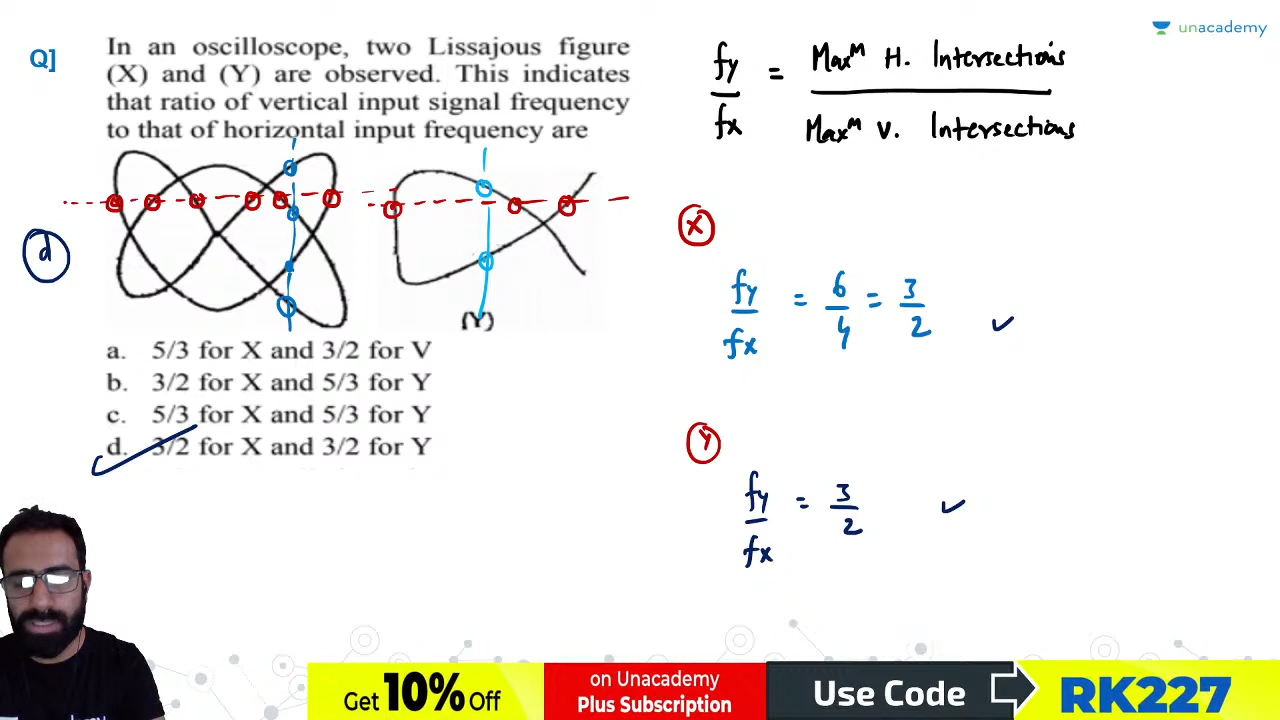 unacademy
Q]
In an oscilloscope, two Lissajous figure
(X) and (Y) are observed. This indicates
that ratio of vertical input signal frequency
to that of horizontal input frequency are
(Y)
d
a. 5/3 for X and 3/2 for V
b. 3/2 for X and 5/3 for Y
c. 5/3 for X and 5/3 for Y
d. 3/2 for X and 3/2 for Y
fy/fx = Maxᴹ H. Intersections / Maxᴹ V. Intersections
X
fy/fx = 6/4 = 3/2 ✓
Y
fy/fx = 3/2 ✓
Get 10% Off
on Unacademy
Plus Subscription
Use Code
RK227